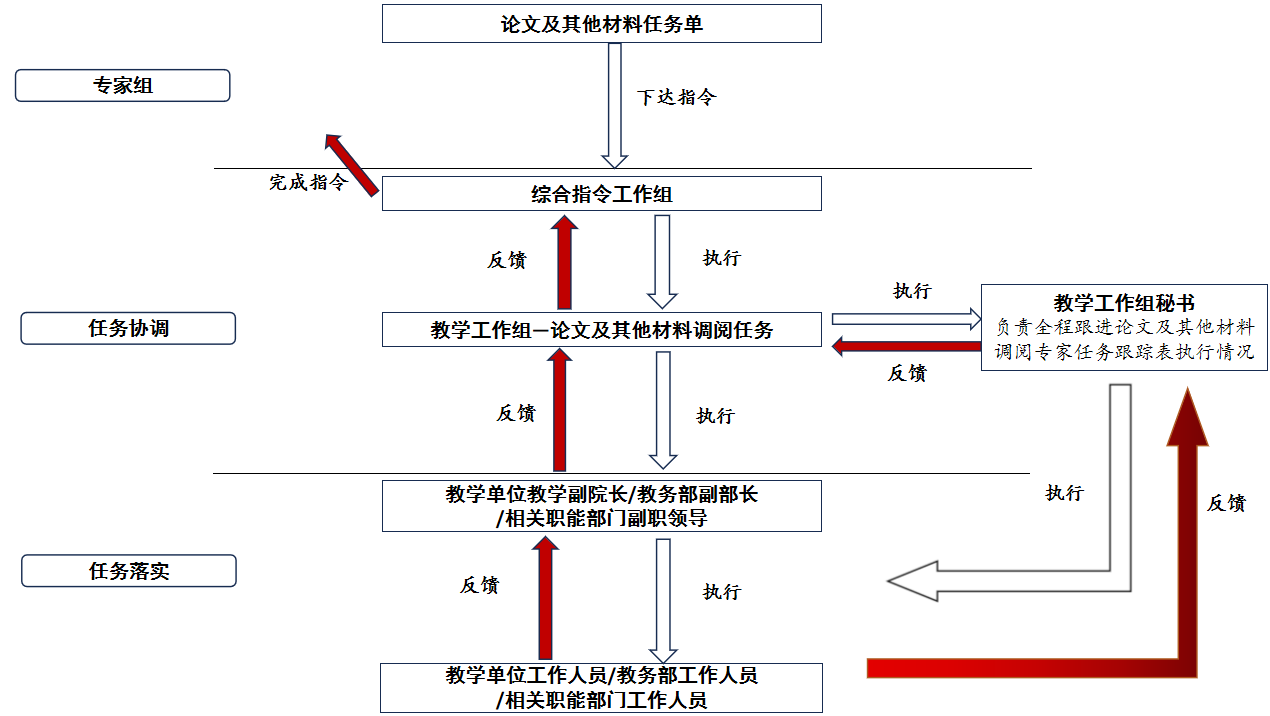 论文及其他材料任务单
专家组
下达指令
完成指令
综合指令工作组
反馈
执行
任务协调
教学工作组—论文及其他材料调阅任务
执行
反馈
教学工作组秘书
负责全程跟进论文及其他材料
调阅专家任务跟踪表执行情况
反馈
执行
教学单位教学副院长/教务部副部长
/相关职能部门副职领导
执行
反馈
任务落实
反馈
执行
教学单位工作人员/教务部工作人员
/相关职能部门工作人员